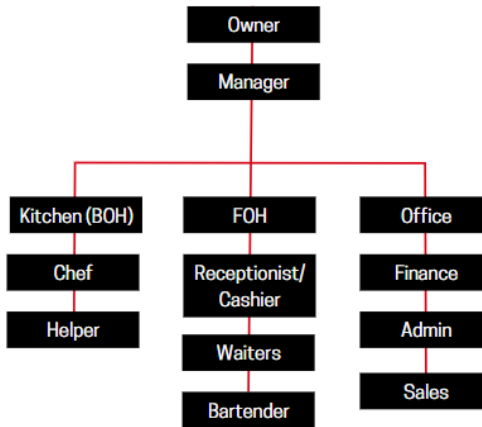 Owner
Manager
Kitchen (BOH)
Chef
Helper
FOH
Receptionist/
Cashier
Waiters
Bartender
Office
Finance
Admin
Sales